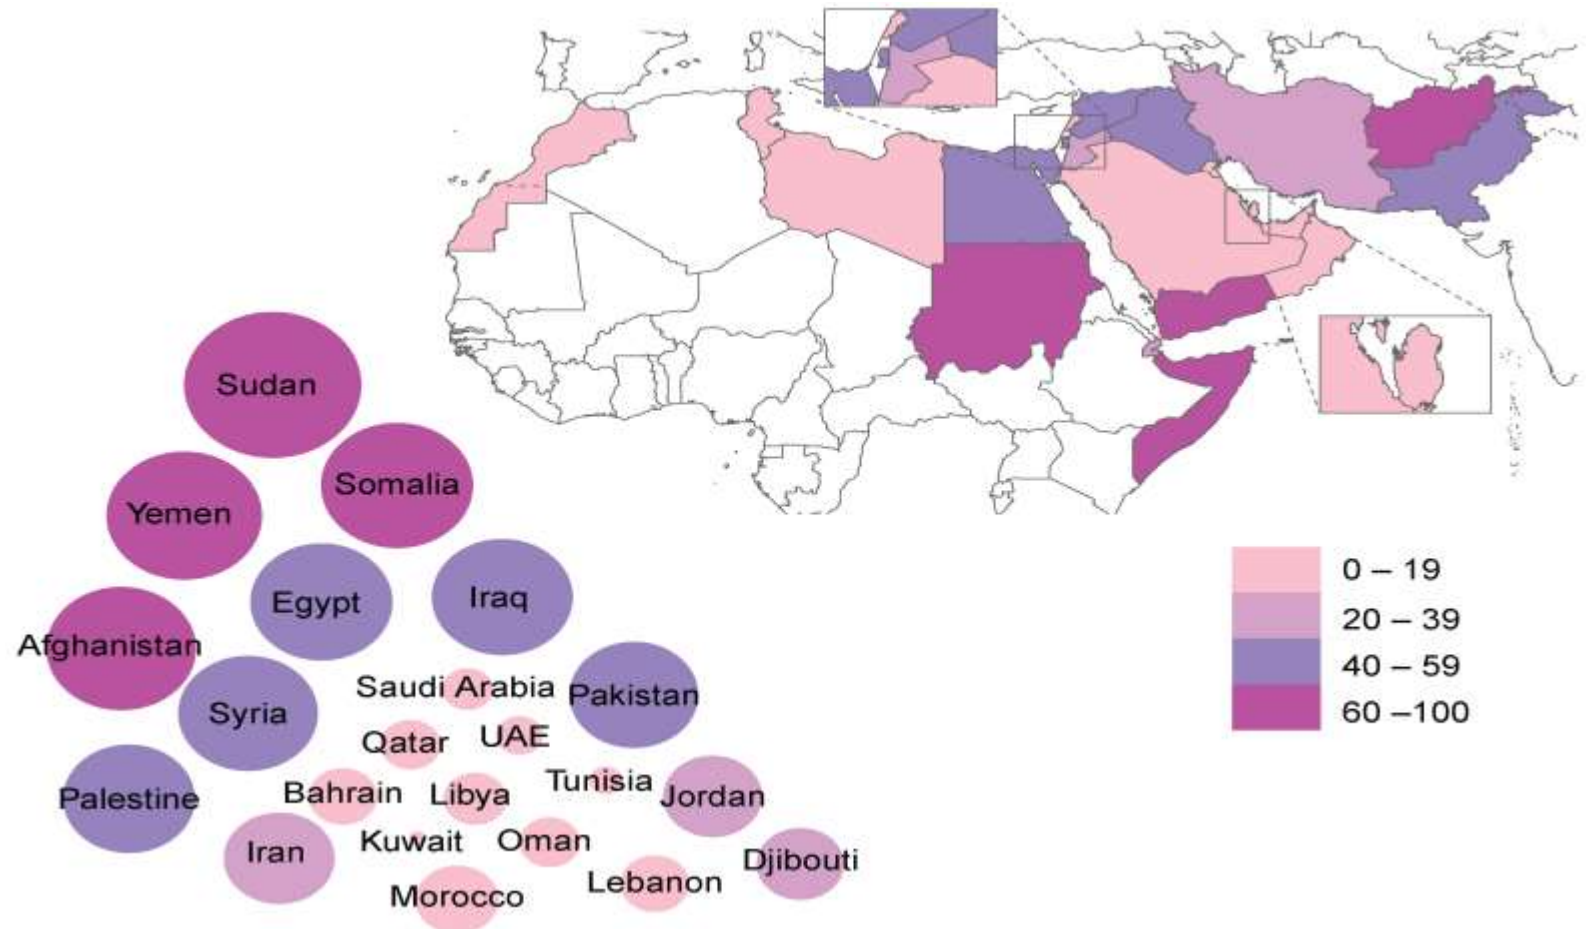 Sudan
Somalia
Yemen
Egypt
Iraq
Afghanistan
Saudi Arabia
Pakistan
Syria
Qatar
UAE
Tunisia
Bahrain
Libya
Jordan
Palestine
Kuwait
Oman
Iran
Djibouti
Lebanon
Morocco
0 – 19
20 – 39
40 – 59
60 –100